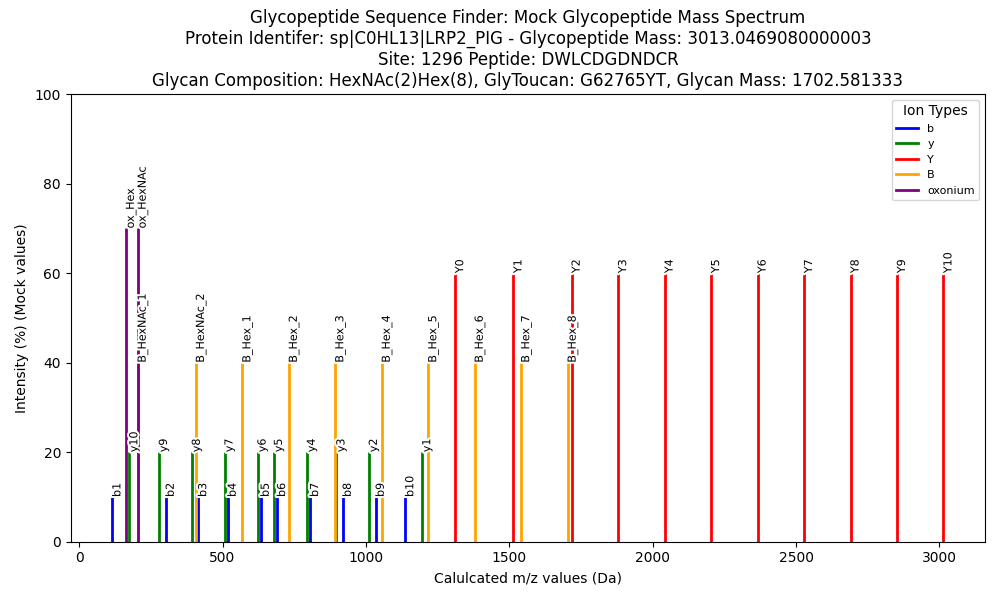 Glycopeptide Sequence Finder: Mock Glycopeptide Mass Spectrum
Protein Identifer: sp|C0HL13|LRP2_PIG - Glycopeptide Mass: 3013.0469080000003
Site: 1296 Peptide: DWLCDGDNDCR
Glycan Composition: HexNAc(2)Hex(8), GlyToucan: G62765YT, Glycan Mass: 1702.581333
Intensity (%) (Mock values)
100
80
60
40
20
0
Ion Types
b
y
Y
B
oxonium
ox_Hex
ox_HexNAc
Y0
Y1
Y2
Y3
Y4
Y5
Y6
Y7
Y8
Y9
Y10
B_HexNAc_1
B_HexNAc_2
B_Hex_1
B_Hex_2
B_Hex_3
B_Hex_4
B_Hex_5
B_Hex_6
B_Hex_7
B_Hex_8
y10
y9
y8
y7
y6
y5
y4
y3
y2
y1
b1
b2
b3
b4
b5
b6
b7
b8
b9
b10
0
500
1000
1500
2000
2500
3000
Calulcated m/z values (Da)